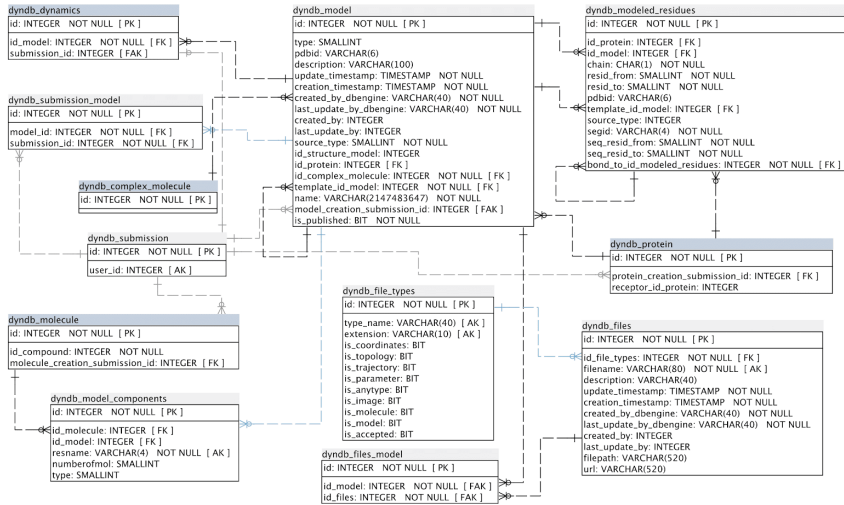 dyndb_dynamics
id: INTEGER NOT NULL [ PK ]
id_model: INTEGER NOT NULL [ FK ]
submission_id: INTEGER [ FAK ]
dyndb_submission_model
id: INTEGER NOT NULL [ PK ]
model_id: INTEGER NOT NULL [ FK ]
submission_id: INTEGER NOT NULL [ FK ]
dyndb_complex_molecule
id: INTEGER NOT NULL [ PK ]
dyndb_submission
id: INTEGER NOT NULL [ PK ]
user_id: INTEGER [ AK ]
dyndb_molecule
id: INTEGER NOT NULL [ PK ]
id_compound: INTEGER NOT NULL
molecule_creation_submission_id: INTEGER [ FK ]
dyndb_model_components
id: INTEGER NOT NULL [ PK ]
id_molecule: INTEGER [ FK ]
id_model: INTEGER [ FK ]
resname: VARCHAR(4) NOT NULL [ AK ]
numberofmol: SMALLINT
type: SMALLINT
dyndb_model
id: INTEGER NOT NULL [ PK ]
type: SMALLINT
pdbid: VARCHAR(6)
description: VARCHAR(100)
update_timestamp: TIMESTAMP NOT NULL
creation_timestamp: TIMESTAMP NOT NULL
created_by_dbengine: VARCHAR(40) NOT NULL
last_update_by_dbengine: VARCHAR(40) NOT NULL
created_by: INTEGER
last_update_by: INTEGER
source_type: SMALLINT NOT NULL
id_structure_model: INTEGER
id_protein: INTEGER [ FK ]
id_complex_molecule: INTEGER NOT NULL [ FK ]
template_id_model: INTEGER NOT NULL [ FK ]
name: VARCHAR(2147483647) NOT NULL
model_creation_submission_id: INTEGER [ FAK ]
is_published: BIT NOT NULL
dyndb_file_types
id: INTEGER NOT NULL [ PK ]
type_name: VARCHAR(40) [ AK ]
extension: VARCHAR(10) [ AK ]
is_coordinates: BIT
is_topology: BIT
is_trajectory: BIT
is_parameter: BIT
is_anytype: BIT
is_image: BIT
is_molecule: BIT
is_model: BIT
is_accepted: BIT
dyndb_files_model
id: INTEGER NOT NULL [ PK ]
id_model: INTEGER NOT NULL [ FAK ]
id_files: INTEGER NOT NULL [ FAK ]
dyndb_modeled_residues
id: INTEGER NOT NULL [ PK ]
id_protein: INTEGER [ FK ]
id_model: INTEGER [ FK ]
chain: CHAR(1) NOT NULL
resid_from: SMALLINT NOT NULL
resid_to: SMALLINT NOT NULL
pdbid: VARCHAR(6)
template_id_model: INTEGER NOT NULL [ FK ]
source_type: INTEGER
segid: VARCHAR(4) NOT NULL
seq_resid_from: SMALLINT NOT NULL
seq_resid_to: SMALLINT NOT NULL
bond_to_id_modeled_residues: INTEGER NOT NULL [ FK ]
dyndb_protein
id: INTEGER NOT NULL [ PK ]
protein_creation_submission_id: INTEGER [ FK ]
receptor_id_protein: INTEGER
dyndb_files
id: INTEGER NOT NULL [ PK ]
id_file_types: INTEGER NOT NULL [ FK ]
filename: VARCHAR(80) NOT NULL [ AK ]
description: VARCHAR(40)
update_timestamp: TIMESTAMP NOT NULL
creation_timestamp: TIMESTAMP NOT NULL
created_by_dbengine: VARCHAR(40) NOT NULL
last_update_by_dbengine: VARCHAR(40) NOT NULL
created_by: INTEGER
last_update_by: INTEGER
filepath: VARCHAR(520)
url: VARCHAR(520)